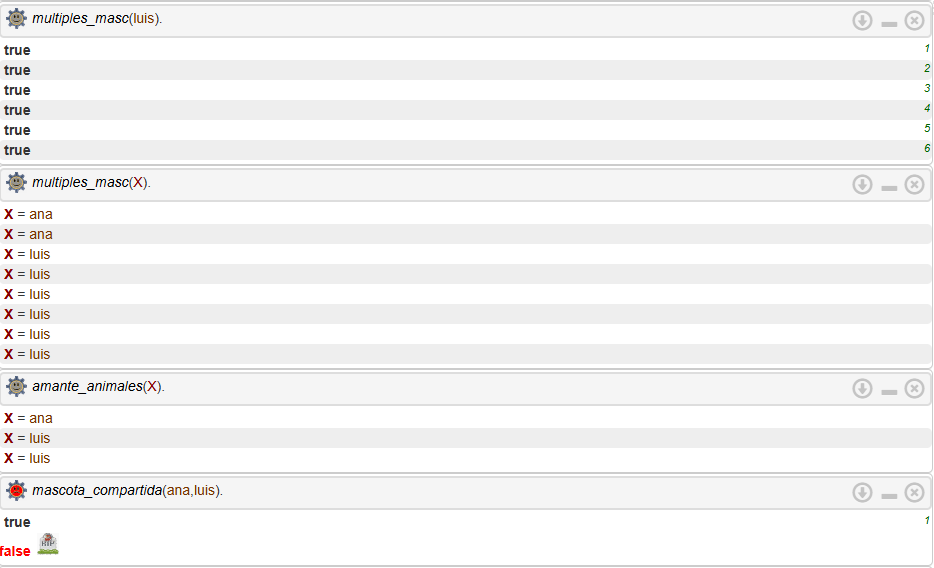 multiples_masc(luis).
true 1
true 2
true 3
true 4
true 5
true 6
multiples_masc(X).
X = ana
X = ana
X = luis
X = luis
X = luis
X = luis
X = luis
X = luis
amante_animales(X).
X = ana
X = luis
X = luis
mascota_compartida(ana,luis).
true 1
false RIP